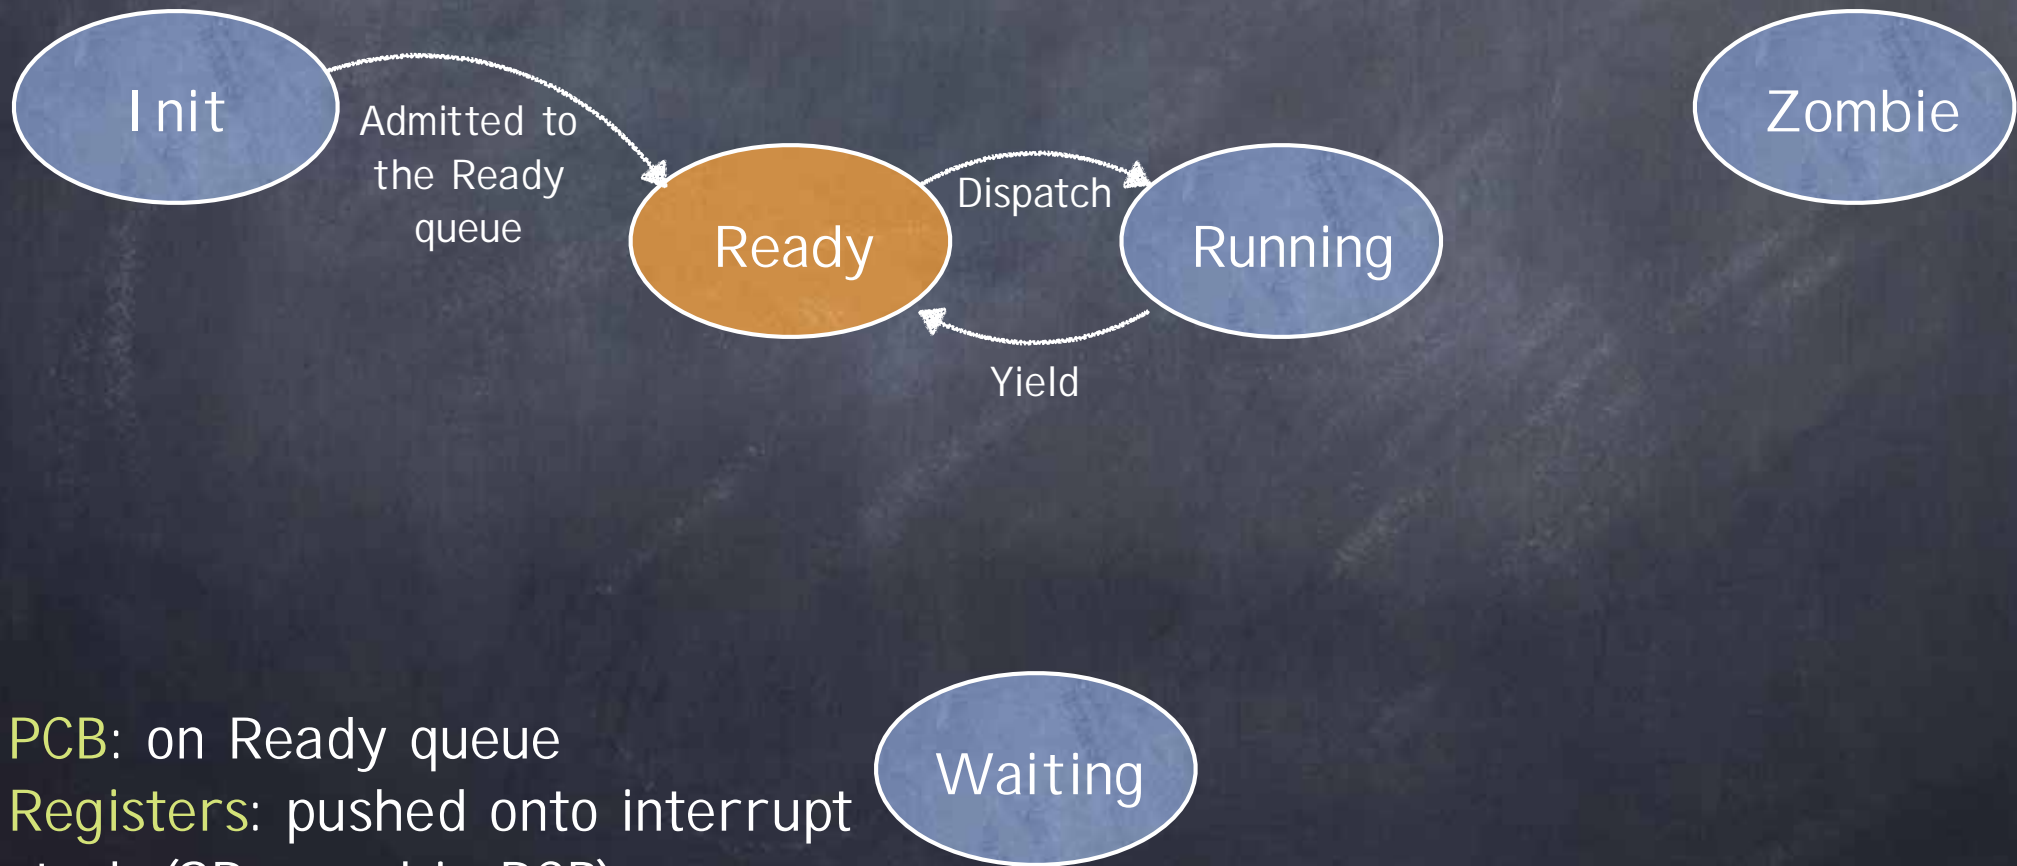 Init
Zombie
Admitted to
the Ready
queue
Dispatch
Ready
Running
Yield
PCB: on Ready queue
Waiting
Registers: pushed onto interrupt